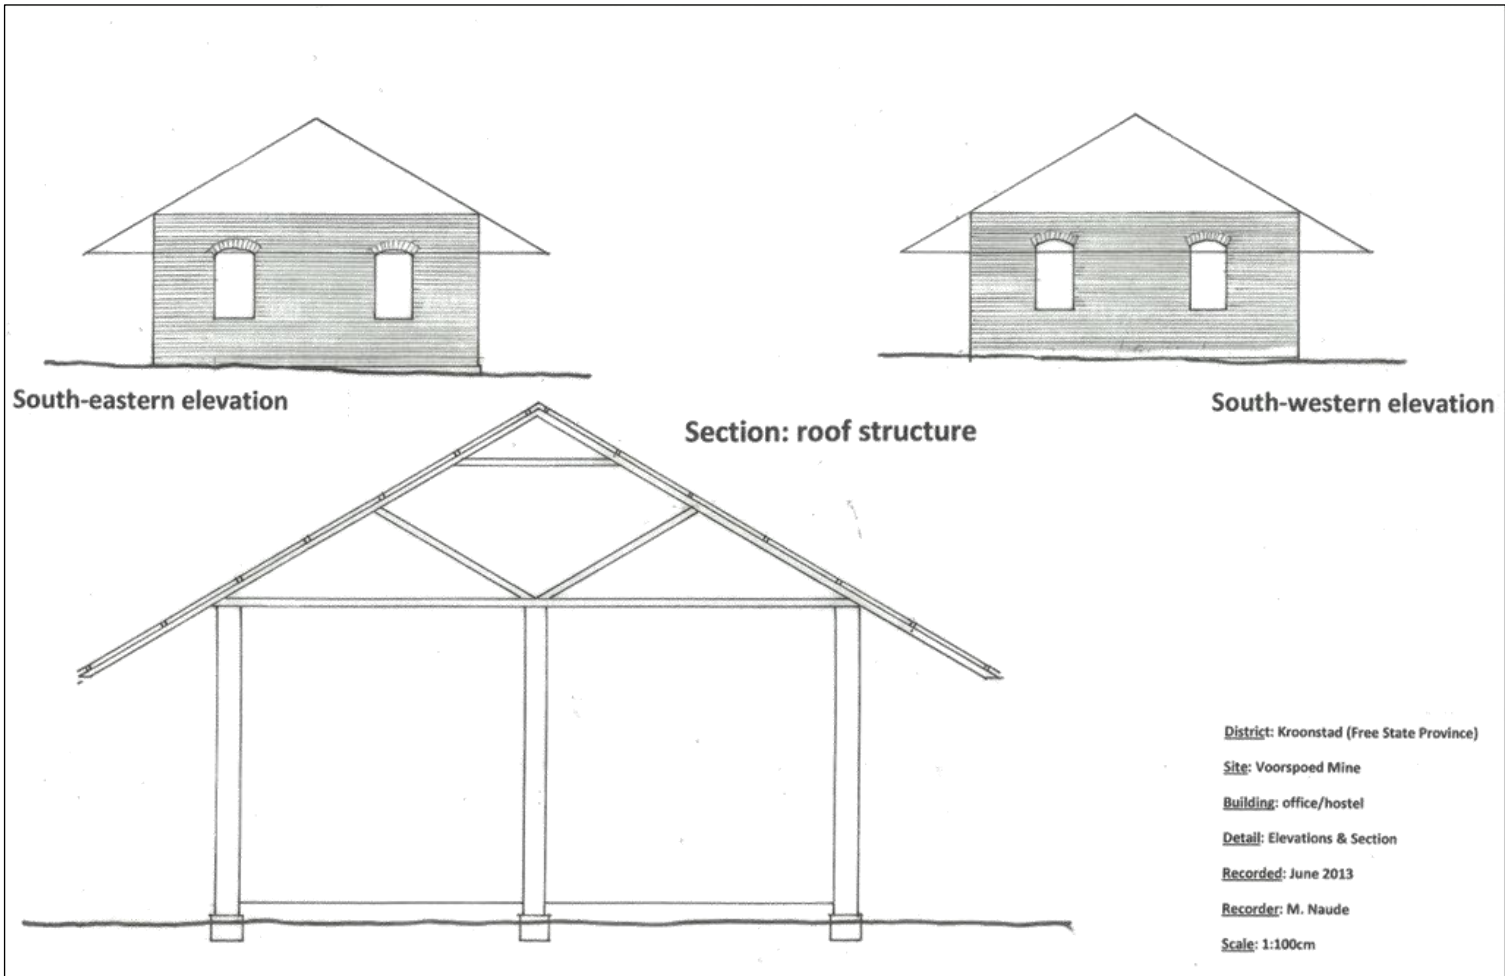 South-eastern elevation
South-western elevation
Section: roof structure
District: Kroonstad (Free State Province)
Site: Voorspoed Mine
Building: office/hostel
Detail: Elevations & Section
Recorded: June 2013
Recorder: M. Naude
Scale: 1:100cm